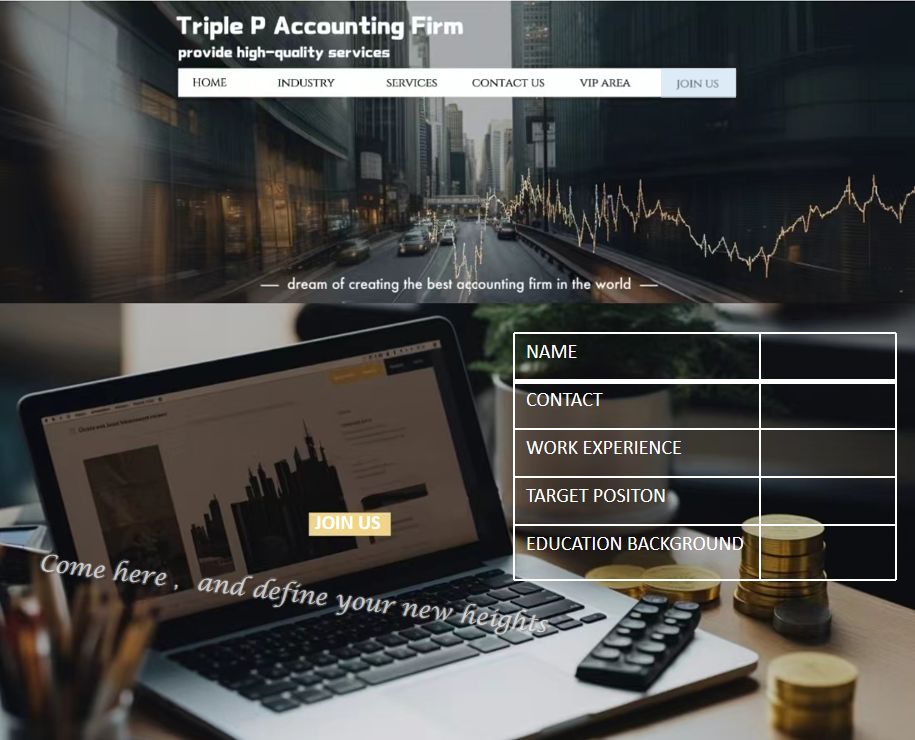 Triple P Accounting Firm
provide high-quality services
HOME INDUSTRY SERVICES CONTACT US VIP AREA JOIN US
— dream of creating the best accounting firm in the world —
NAME
CONTACT
WORK EXPERIENCE
TARGET POSITON
EDUCATION BACKGROUND
JOIN US
Come here , and define your new heights